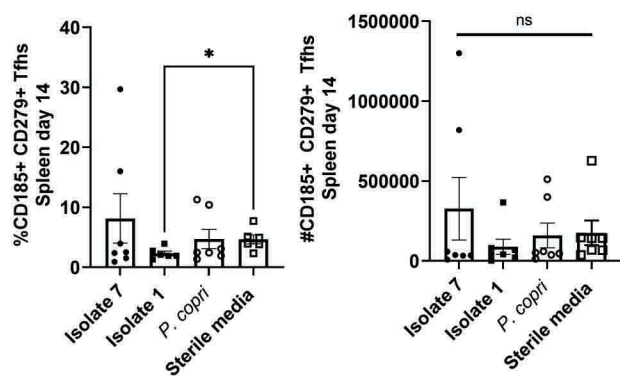 %CD185+ CD279+ Tfhs
Spleen day 14
40
30
20
10
0
*
Isolate 7
Isolate 1
P. copri
Sterile media
#CD185+ CD279+ Tfhs
Spleen day 14
1500000
1000000
500000
0
ns
Isolate 7
Isolate 1
P. copri
Sterile media